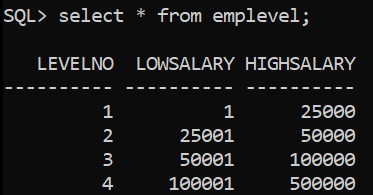 SQL> select * from emplevel;
LEVELNO LOWSALARY HIGHSALARY
---------- ---------- ----------
1 1 25000
2 25001 50000
3 50001 100000
4 100001 500000